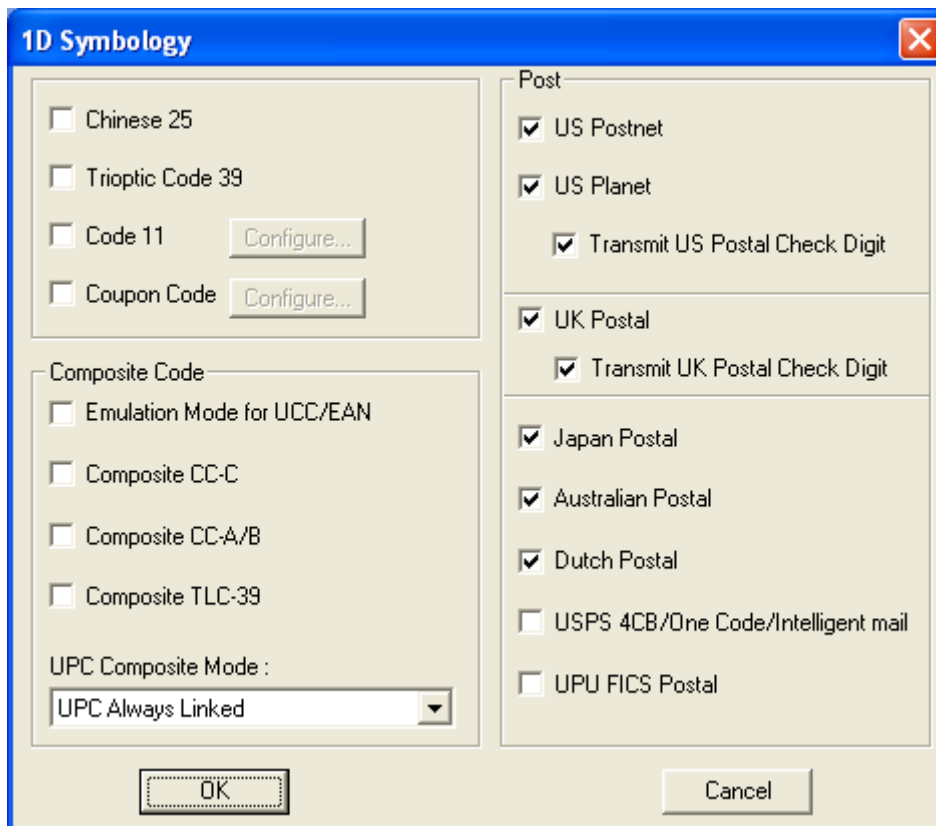 1D Symbology
Chinese 25
Trioptic Code 39
Code 11
Configure...
Coupon Code
Configure...
Composite Code
Emulation Mode for UCC/EAN
Composite CC-C
Composite CC-A/B
Composite TLC-39
UPC Composite Mode :
UPC Always Linked
Post
US Postnet
US Planet
Transmit US Postal Check Digit
UK Postal
Transmit UK Postal Check Digit
Japan Postal
Australian Postal
Dutch Postal
USPS 4CB/One Code/Intelligent mail
UPU FICS Postal
OK
Cancel